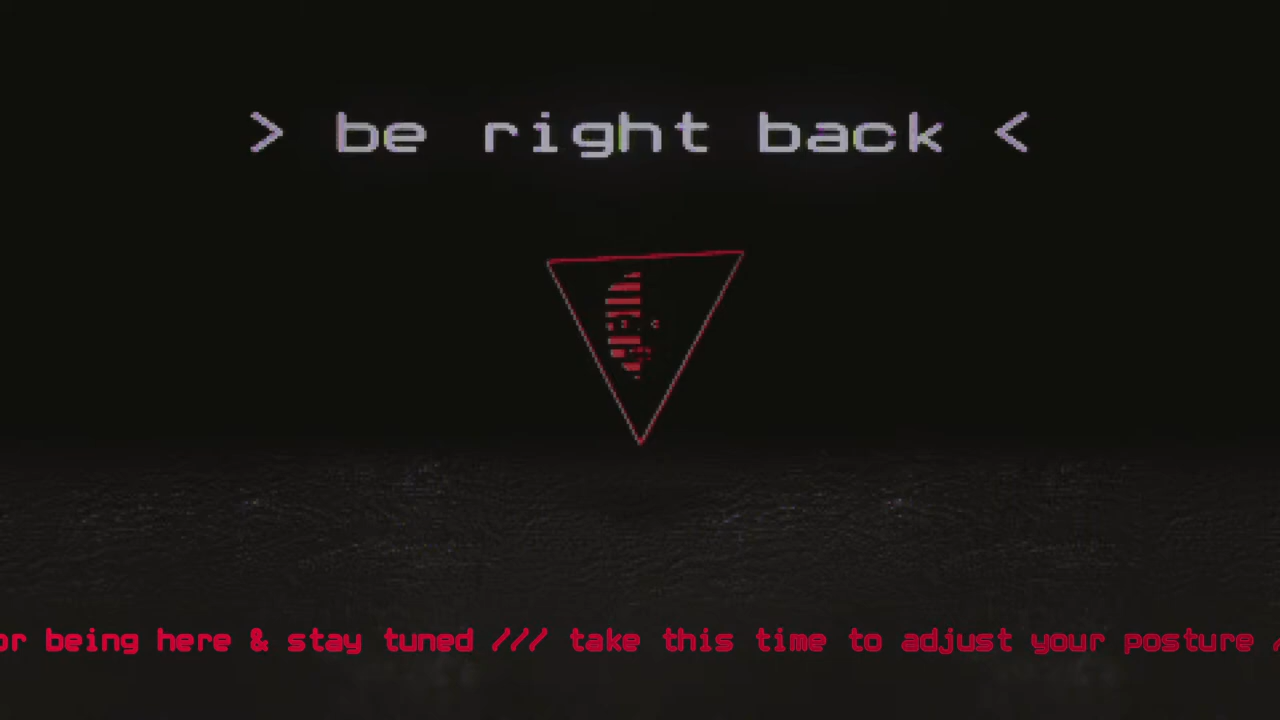 > be right back <
or being here & stay tuned /// take this time to adjust your posture /